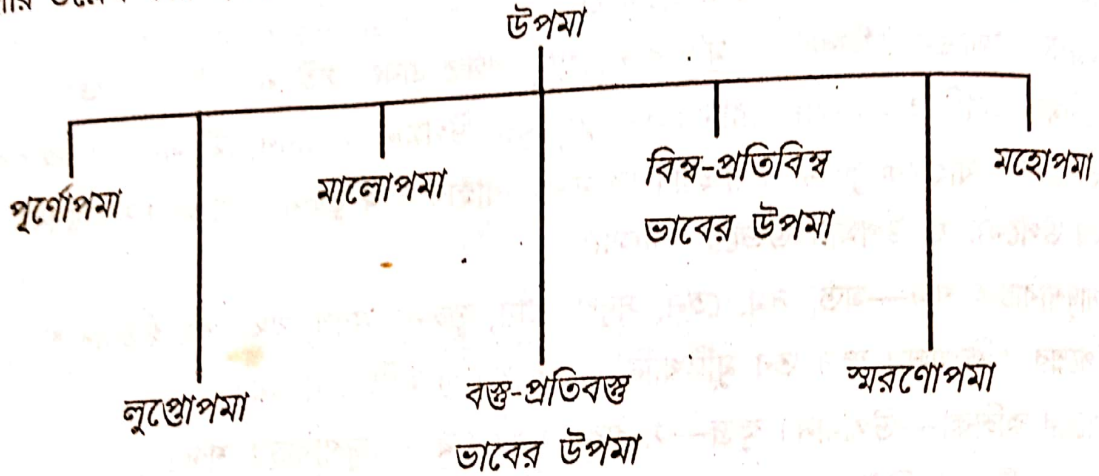 উপমা
পূর্ণোপমা
মালোপমা
বিম্ব-প্রতিবিম্ব
ভাবের উপমা
মহোপমা
লুপ্তোপমা
বস্তু-প্রতিবস্তু
ভাবের উপমা
স্মরণোপমা